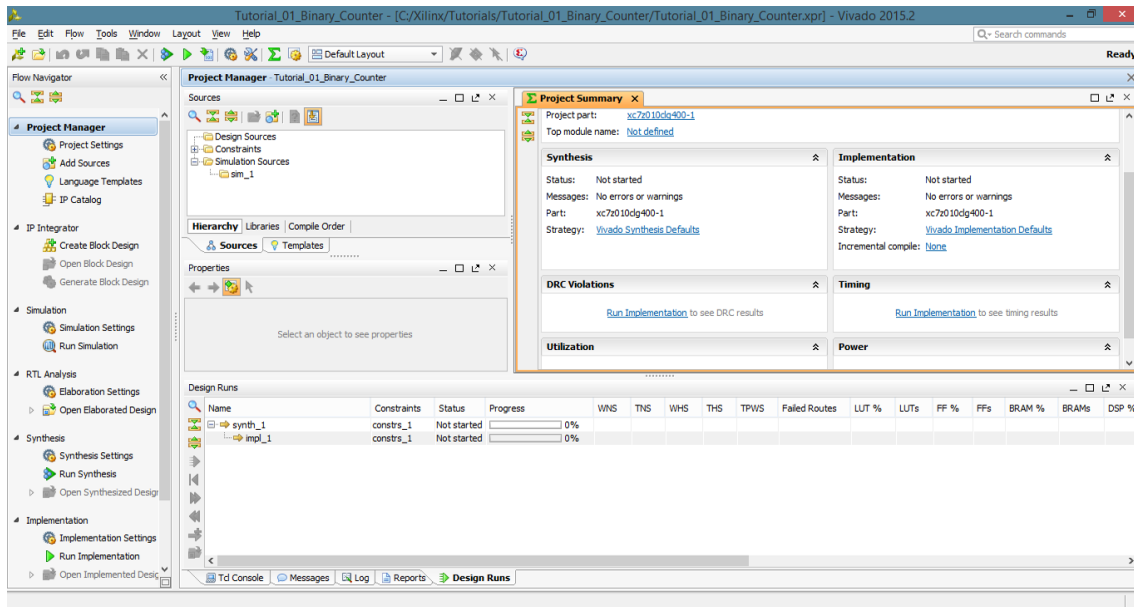 Tutorial_01_Binary_Counter - [C:/Xilinx/Tutorials/Tutorial_01_Binary_Counter/Tutorial_01_Binary_Counter.xpr] - Vivado 2015.2
File Edit Flow Tools Window Layout View Help
Search commands
Default Layout
Ready
Flow Navigator
Project Manager
Project Settings
Add Sources
Language Templates
IP Catalog
IP Integrator
Create Block Design
Open Block Design
Generate Block Design
Simulation
Simulation Settings
Run Simulation
RTL Analysis
Elaboration Settings
Open Elaborated Design
Synthesis
Synthesis Settings
Run Synthesis
Open Synthesized Design
Implementation
Implementation Settings
Run Implementation
Open Implemented Desig
Project Manager - Tutorial_01_Binary_Counter
Sources
Design Sources
Constraints
Simulation Sources
sim_1
Hierarchy Libraries Compile Order
Sources Templates
Properties
Select an object to see properties
Project Summary
Project part: xc7z010clg400-1
Top module name: Not defined
Synthesis
Status: Not started
Messages: No errors or warnings
Part: xc7z010clg400-1
Strategy: Vivado Synthesis Defaults
Implementation
Status: Not started
Messages: No errors or warnings
Part: xc7z010clg400-1
Strategy: Vivado Implementation Defaults
Incremental compile: None
DRC Violations
Run Implementation to see DRC results
Timing
Run Implementation to see timing results
Utilization
Power
Design Runs
Name Constraints Status Progress WNS TNS WHS THS TPWS Failed Routes LUT % LUTs FF % FFs BRAM % BRAMs DSP %
synth_1 constrs_1 Not started 0%
impl_1 constrs_1 Not started 0%
Tcl Console Messages Log Reports Design Runs